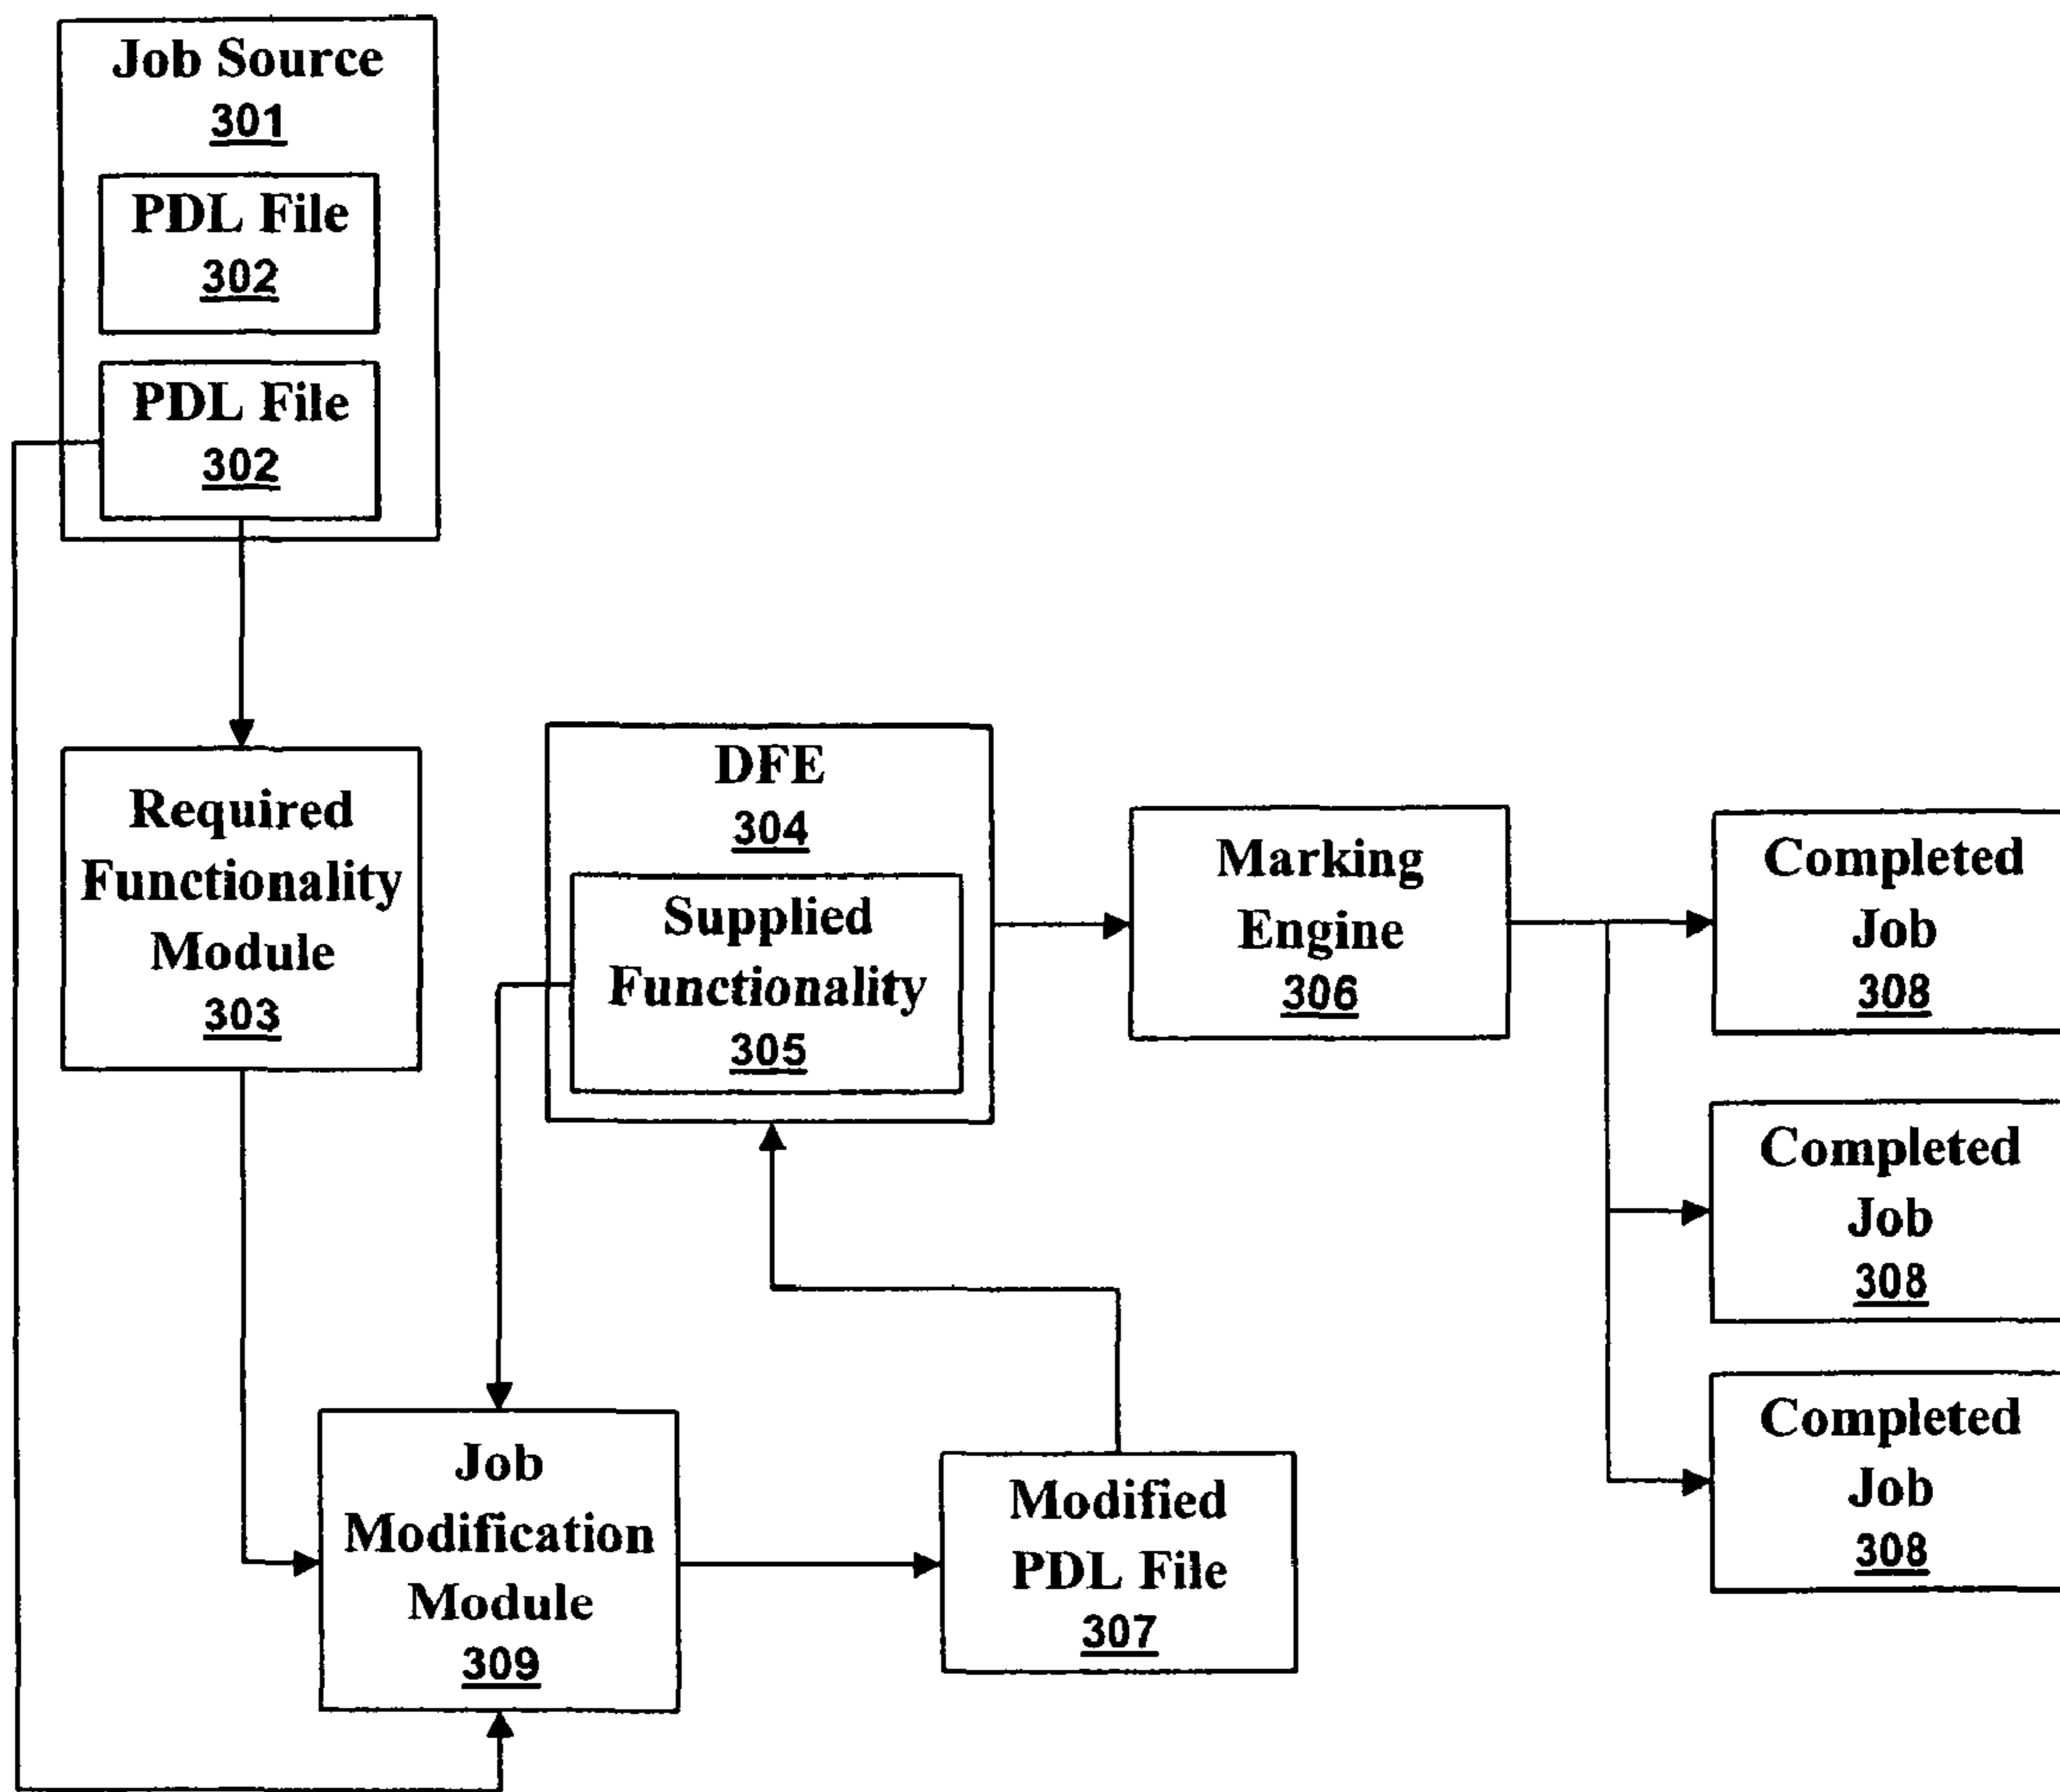 Job Source
301
PDL File
302
PDL File
302
Required
Functionality
Module
303
DFE
304
Supplied
Functionality
305
Marking
Engine
306
Completed
Job
308
Completed
Job
308
Completed
Job
308
Job
Modification
Module
309
Modified
PDL File
307